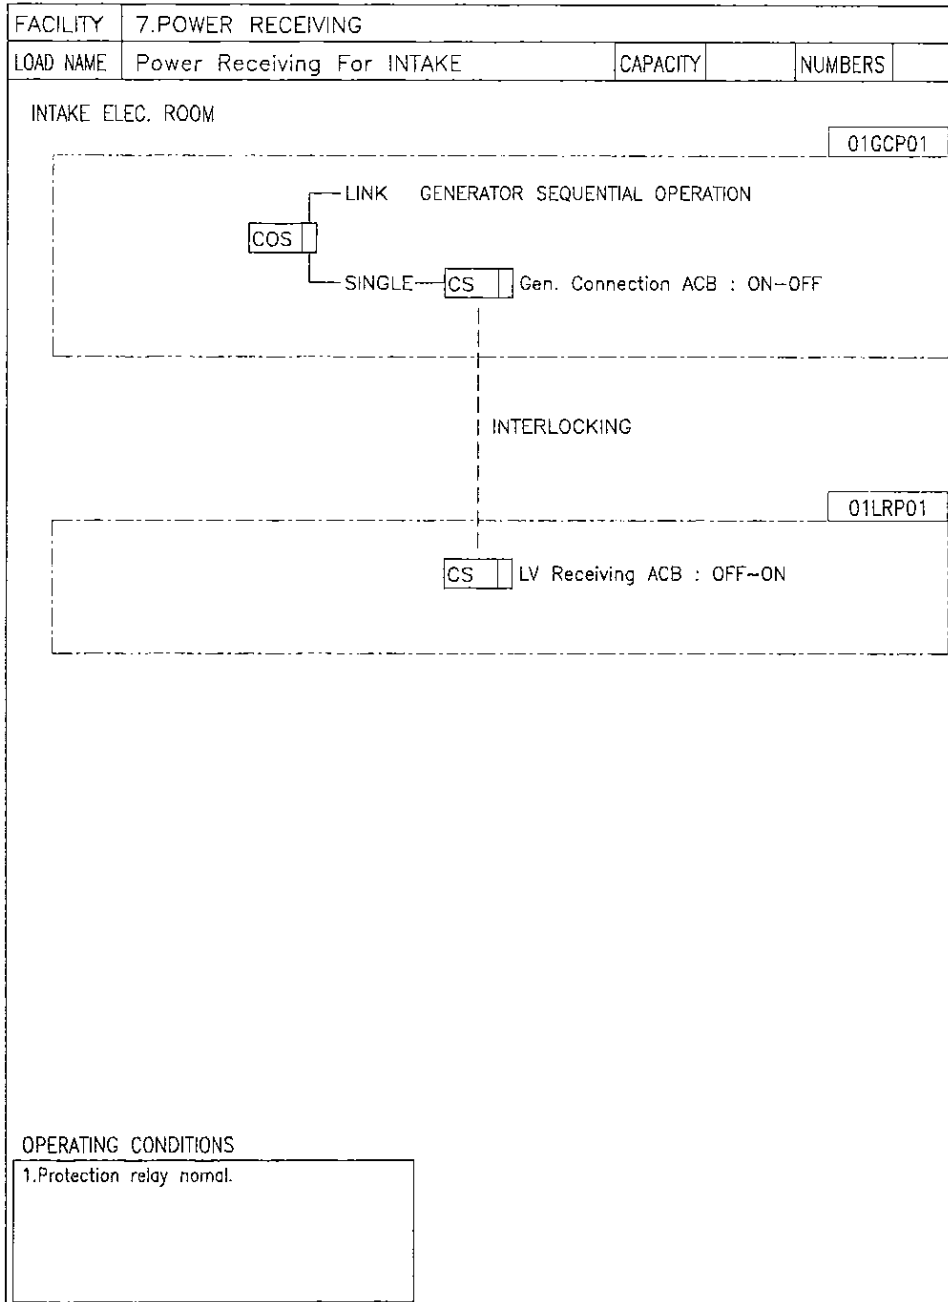 FACILITY 7.POWER RECEIVING
LOAD NAME Power Receiving For INTAKE CAPACITY NUMBERS
INTAKE ELEC. ROOM
01GCP01
LINK GENERATOR SEQUENTIAL OPERATION
COS
SINGLE CS Gen. Connection ACB : ON-OFF
INTERLOCKING
01LRP01
CS LV Receiving ACB : OFF~ON
OPERATING CONDITIONS
1.Protection relay nomal.